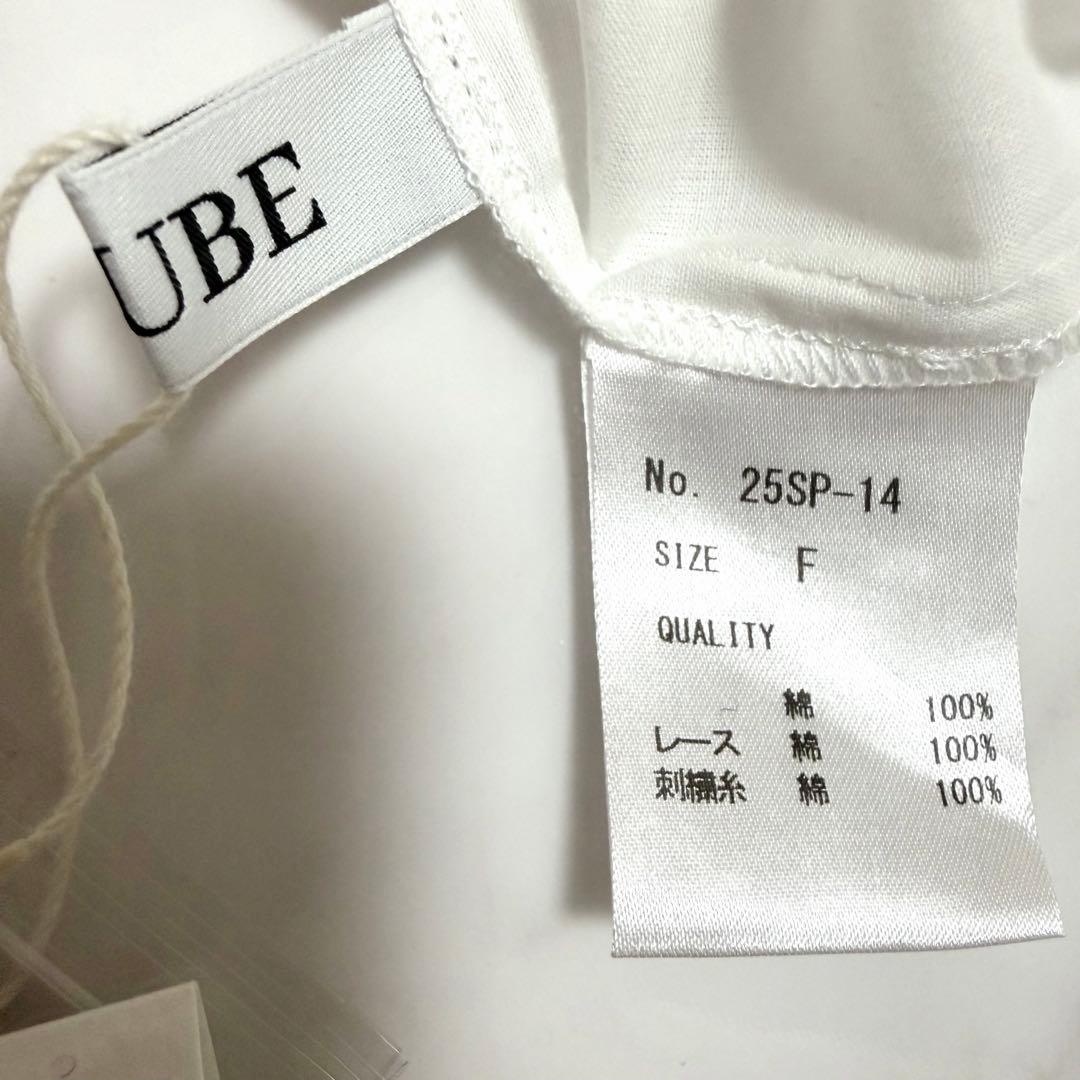 UBE
No. 25SP-14
SIZE F
QUALITY
綿 100%
レース 綿 100%
刺繍糸 綿 100%